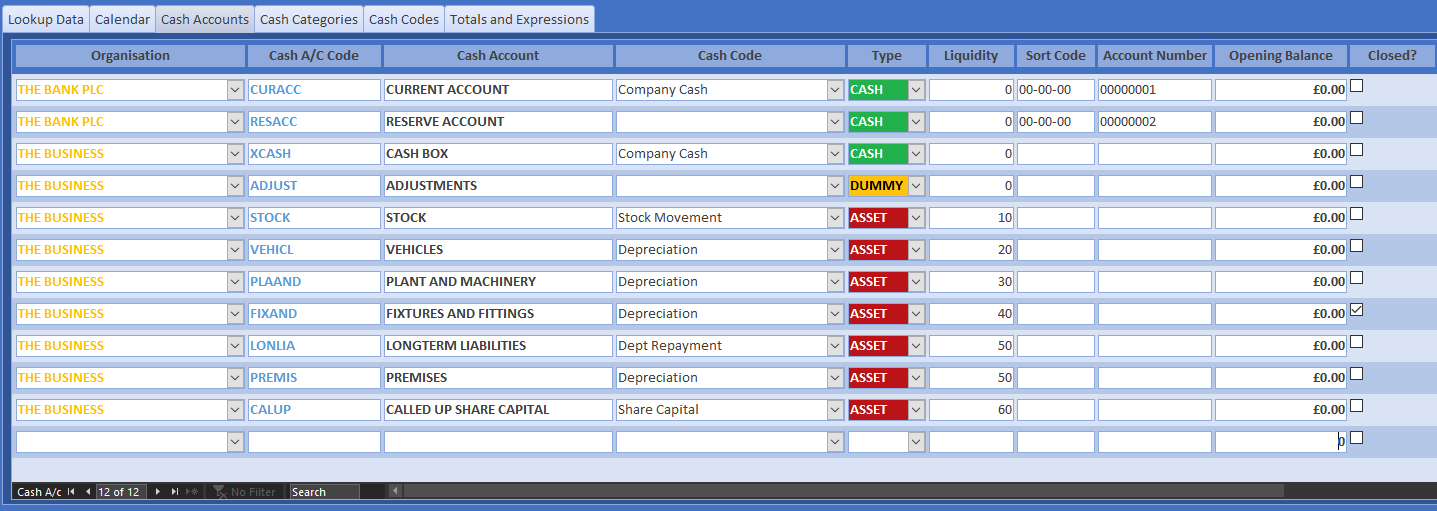 Lookup Data Calendar Cash Accounts Cash Categories Cash Codes Totals and Expressions
Organisation Cash A/C Code Cash Account Cash Code Type Liquidity Sort Code Account Number Opening Balance Closed?
THE BANK PLC CURACC CURRENT ACCOUNT Company Cash CASH 0 00-00-00 00000001 £0.00
THE BANK PLC RESACC RESERVE ACCOUNT CASH 0 00-00-00 00000002 £0.00
THE BUSINESS XCASH CASH BOX Company Cash CASH 0 £0.00
THE BUSINESS ADJUST ADJUSTMENTS DUMMY 0 £0.00
THE BUSINESS STOCK STOCK Stock Movement ASSET 10 £0.00
THE BUSINESS VEHICL VEHICLES Depreciation ASSET 20 £0.00
THE BUSINESS PLAAND PLANT AND MACHINERY Depreciation ASSET 30 £0.00
THE BUSINESS FIXAND FIXTURES AND FITTINGS Depreciation ASSET 40 £0.00
THE BUSINESS LONLIA LONGTERM LIABILITIES Dept Repayment ASSET 50 £0.00
THE BUSINESS PREMIS PREMISES Depreciation ASSET 50 £0.00
THE BUSINESS CALUP CALLED UP SHARE CAPITAL Share Capital ASSET 60 £0.00
0
Cash A/c 12 of 12 No Filter Search